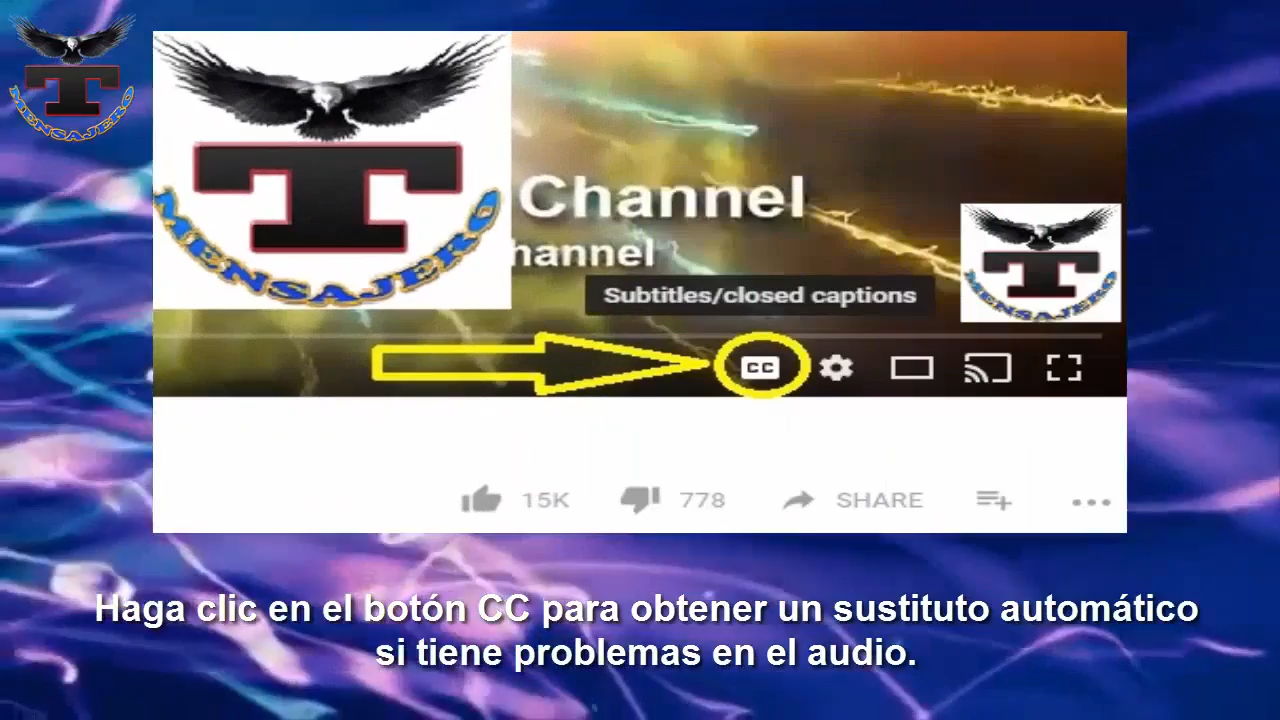 T
MENSAJERO
T
MENSAJERO
Channel
hannel
T
MENSAJERO
Subtitles/closed captions
CC
15K
778
SHARE
Haga clic en el botón CC para obtener un sustituto automático
si tiene problemas en el audio.